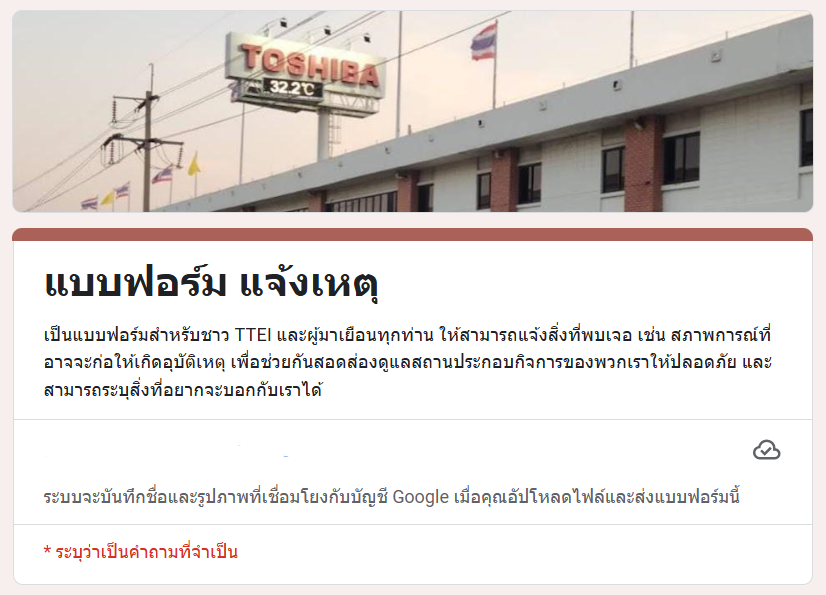 TOSHIBA
32.2°C
แบบฟอร์ม แจ้งเหตุ
เป็นแบบฟอร์มสำหรับชาว TTEI และผู้มาเยือนทุกท่าน ให้สามารถแจ้งสิ่งที่พบเจอ เช่น สภาพการณ์ที่
อาจจะก่อให้เกิดอุบัติเหตุ เพื่อช่วยกันสอดส่องดูแลสถานประกอบกิจการของพวกเราให้ปลอดภัย และ
สามารถระบุสิ่งที่อยากจะบอกกับเราได้
ระบบจะบันทึกชื่อและรูปภาพที่เชื่อมโยงกับบัญชี Google เมื่อคุณอัปโหลดไฟล์และส่งแบบฟอร์มนี้
* ระบุว่าเป็นคำถามที่จำเป็น